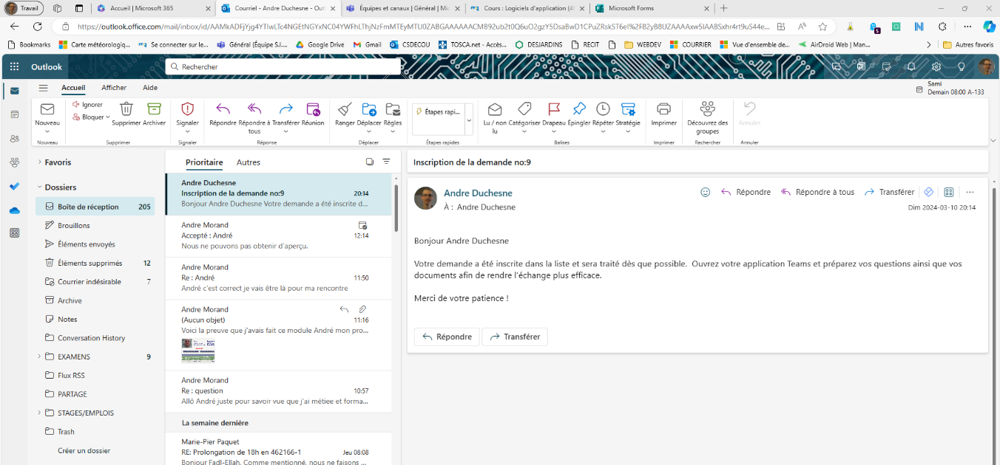 Travail
Accueil | Microsoft 365
Courriel - Andre Duchesne - Outl
Équipes et canaux | Général | Mic
Cours : Logiciels d'application (4
Microsoft Forms
https://outlook.office.com/mail/inbox/id/
Bookmarks
Carte météorologiq...
Se connecter sur le...
Général (Équipe SJ....
Google Drive
Gmail
CSDECOU
TOSCA.net - Accès...
DESJARDINS
RECIT
WEBDEV
COURRIER
Vue d'ensemble de...
AirDroid Web | Man...
Autres favoris
Outlook
Rechercher
Accueil
Afficher
Aide
Sami
Demain 08:00 A-133
Nouveau
Ignorer
Bloquer
Supprimer
Archiver
Signaler
Répondre
Répondre à tous
Transférer
Réunion
Ranger
Déplacer
Règles
Étapes rapi...
Lu / non lu
Catégoriser
Drapeau
Épingler
Répéter
Stratégie
Imprimer
Découvrez des groupes
Annuler
Nouveau
Supprimer
Signaler
Réponse
Déplacer
Étapes rapides
Balises
Imprimer
Rechercher
Annuler
Favoris
Dossiers
Boîte de réception 205
Brouillons
Éléments envoyés
Éléments supprimés 12
Courrier indésirable 7
Archive
Notes
Conversation History
EXAMENS 9
Flux RSS
PARTAGE
STAGES/EMPLOIS
Trash
Créer un dossier
Prioritaire
Autres
Andre Duchesne
Inscription de la demande no:9 20:14
Bonjour Andre Duchesne Votre demande a été inscrite d...
Andre Morand
Accepté : André 12:14
Nous ne pouvons pas obtenir d'aperçu.
Andre Morand
Re : André 11:50
André c'est correct je vais être là pour ma rencontre
Andre Morand
(Aucun objet) 11:16
Voici la preuve que j'avais fait ce module André mon pro...
Andre Morand
Re : question 10:57
Allô André juste pour savoir vue que j'ai métiee et forma...
La semaine dernière
Marie-Pier Paquet
RE: Prolongation de 18h en 462166-1 Jeu 08:08
Bonjour Fadl-Ellah, Comme mentionné, nous ne faisons ...
Inscription de la demande no:9
Andre Duchesne
À : Andre Duchesne
Répondre
Répondre à tous
Transférer
Dim 2024-03-10 20:14
Bonjour Andre Duchesne
Votre demande a été inscrite dans la liste et sera traité dès que possible. Ouvrez votre application Teams et préparez vos questions ainsi que vos
documents afin de rendre l'échange plus efficace.
Merci de votre patience !
Répondre
Transférer